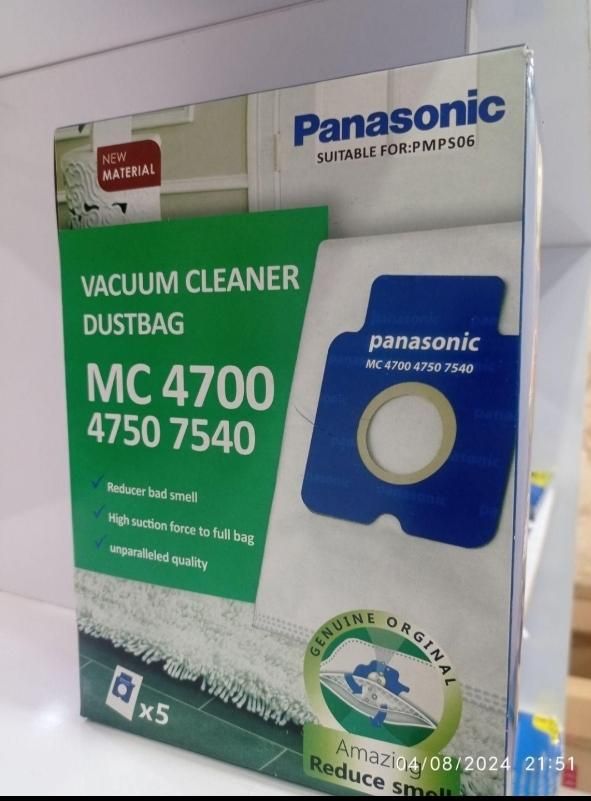 Panasonic
SUITABLE FOR:PMPS06
NEW
MATERIAL
VACUUM CLEANER
DUSTBAG
MC 4700
4750 7540
panasonic
MC 4700 4750 7540
Reducer bad smell
High suction force to full bag
unparalleled quality
GENUINE ORGINAL
x5
Amazing
Reduce smell
04/08/2024 21:51